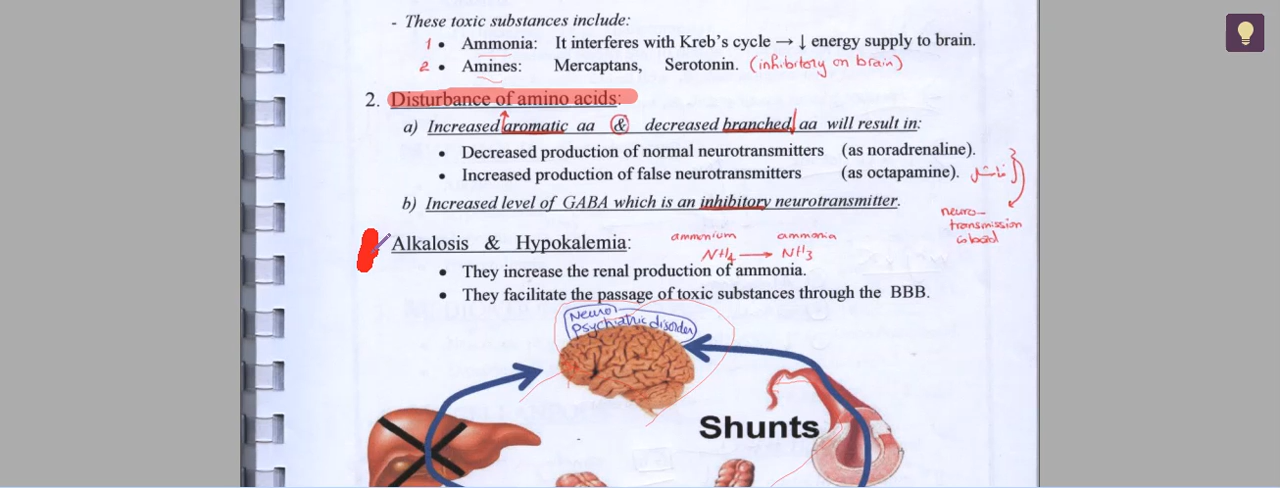 - These toxic substances include:
1 • Ammonia: It interferes with Kreb's cycle → ↓ energy supply to brain.
2 • Amines: Mercaptans, Serotonin. (inhibitory on brain)
2. Disturbance of amino acids:
a) Increased aromatic aa & decreased branched aa will result in:
• Decreased production of normal neurotransmitters (as noradrenaline).
• Increased production of false neurotransmitters (as octapamine).
b) Increased level of GABA which is an inhibitory neurotransmitter.
neuro-
transmission
is bad
Alkalosis & Hypokalemia:
ammonium ammonia
NH4 → NH3
• They increase the renal production of ammonia.
• They facilitate the passage of toxic substances through the BBB.
Neuro
psychiatric disorder
Shunts